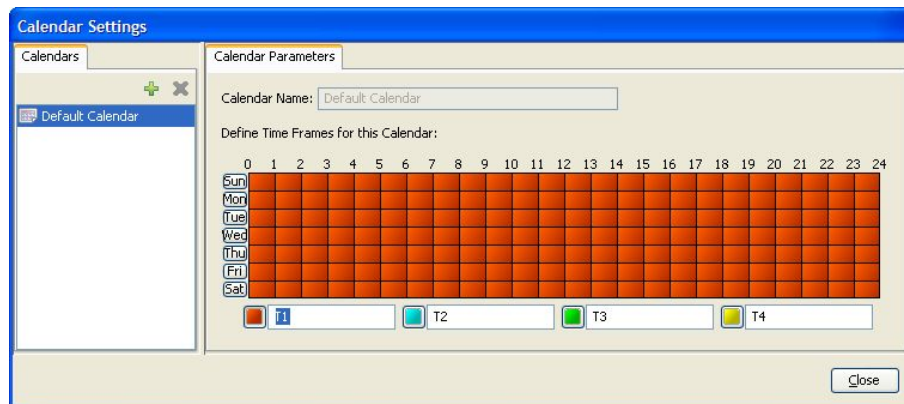 Calendar Settings
Calendars
Calendar Parameters
Calendar Name: Default Calendar
Default Calendar
Define Time Frames for this Calendar:
0 1 2 3 4 5 6 7 8 9 10 11 12 13 14 15 16 17 18 19 20 21 22 23 24
Sun
Mon
Tue
Wed
Thu
Fri
Sat
T1 T2 T3 T4
Close